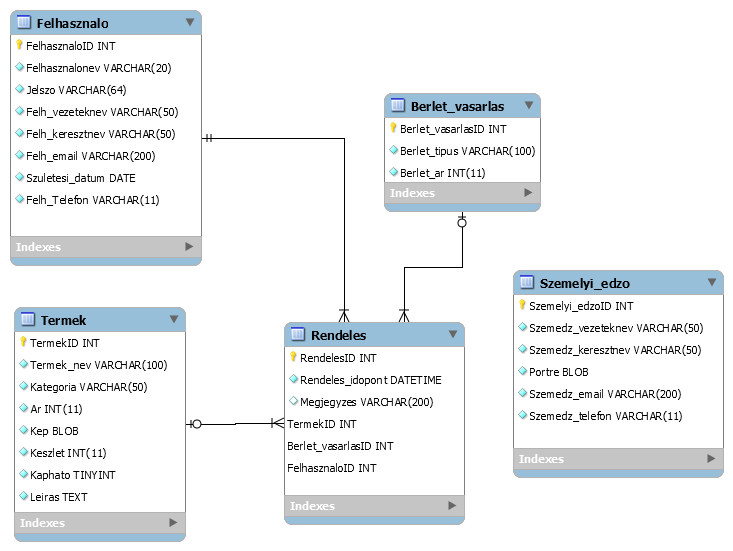 Felhasznalo
FelhasznaloID INT
Felhasznalonev VARCHAR(20)
Jelszo VARCHAR(64)
Felh_vezeteknev VARCHAR(50)
Felh_keresztnev VARCHAR(50)
Felh_email VARCHAR(200)
Szuletesi_datum DATE
Felh_Telefon VARCHAR(11)
Indexes
Berlet_vasarlas
Berlet_vasarlasID INT
Berlet_tipus VARCHAR(100)
Berlet_ar INT(11)
Indexes
Szemelyi_edzo
Szemelyi_edzoID INT
Szemedz_vezeteknev VARCHAR(50)
Szemedz_keresztnev VARCHAR(50)
Portre BLOB
Szemedz_email VARCHAR(200)
Szemedz_telefon VARCHAR(11)
Indexes
Termek
TermekID INT
Termek_nev VARCHAR(100)
Kategoria VARCHAR(50)
Ar INT(11)
Kep BLOB
Keszlet INT(11)
Kaphato TINYINT
Leiras TEXT
Indexes
Rendeles
RendelesID INT
Rendeles_idopont DATETIME
Megjegyzes VARCHAR(200)
TermekID INT
Berlet_vasarlasID INT
FelhasznaloID INT
Indexes